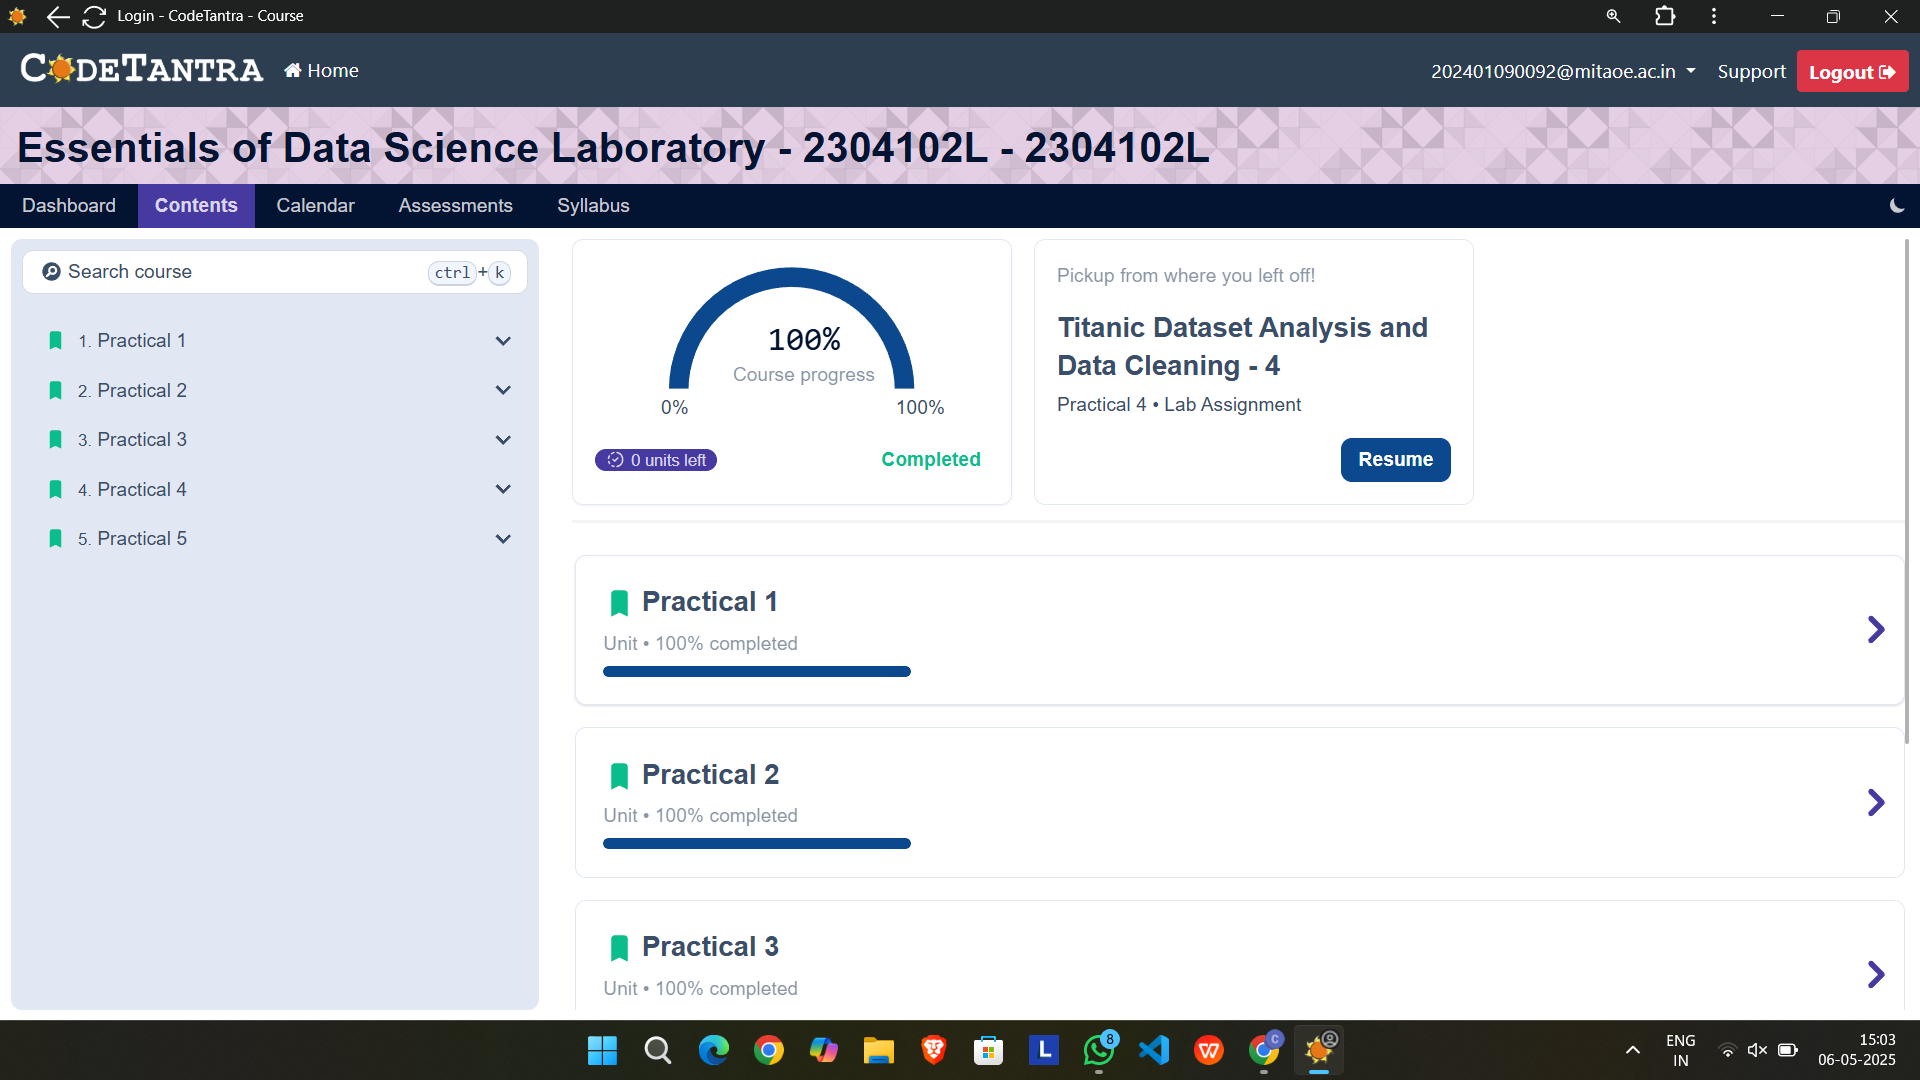 Login - CodeTantra - Course
CODETANTRA
Home
202401090092@mitaoe.ac.in
Support
Logout
Essentials of Data Science Laboratory - 2304102L - 2304102L
Dashboard
Contents
Calendar
Assessments
Syllabus
Search course
ctrl+k
1. Practical 1
2. Practical 2
3. Practical 3
4. Practical 4
5. Practical 5
100%
Course progress
0%
100%
0 units left
Completed
Pickup from where you left off!
Titanic Dataset Analysis and
Data Cleaning - 4
Practical 4 • Lab Assignment
Resume
Practical 1
Unit • 100% completed
Practical 2
Unit • 100% completed
Practical 3
Unit • 100% completed
L
8
W
C
ENG
IN
15:03
06-05-2025